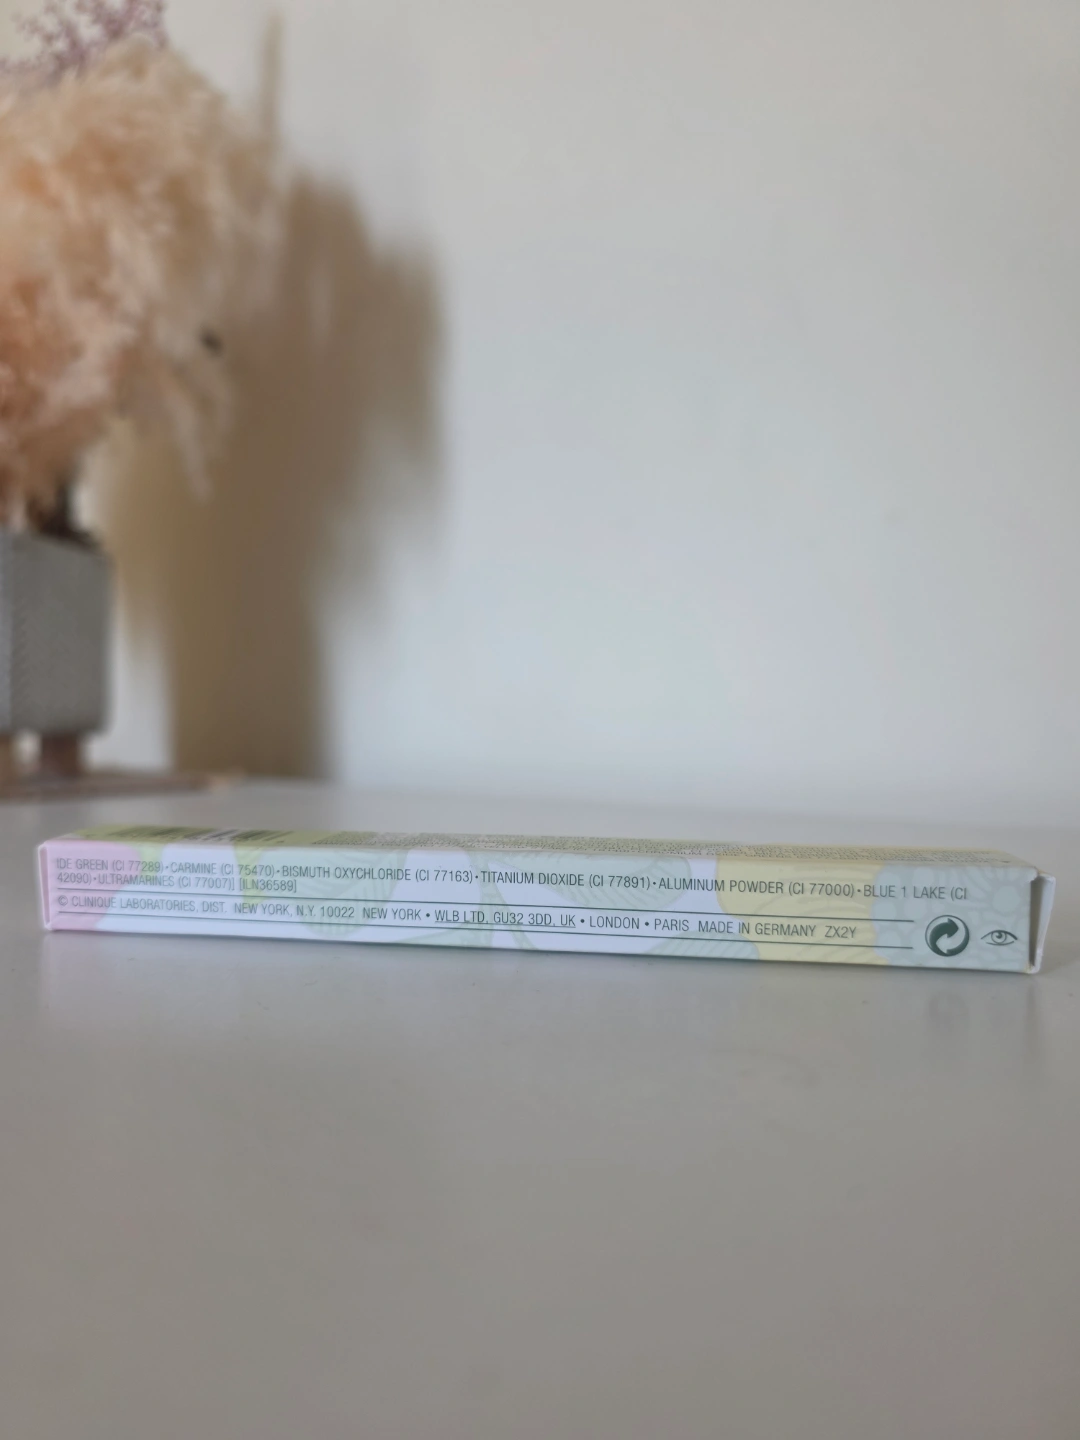 IDE GREEN (CI 77289)•CARMINE (CI 75470)•BISMUTH OXYCHLORIDE (CI 77163)•TITANIUM DIOXIDE (CI 77891)•ALUMINUM POWDER (CI 77000)•BLUE 1 LAKE (CI
42090)•ULTRAMARINES (CI 77007)] [ILN36589]
© CLINIQUE LABORATORIES, DIST. NEW YORK, N.Y. 10022 NEW YORK • WLB LTD, GU32 3DD, UK • LONDON • PARIS MADE IN GERMANY ZX2Y